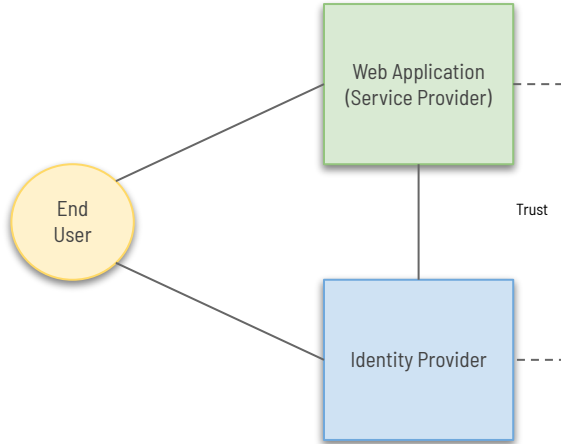 Web Application
(Service Provider)
End
User
Trust
Identity Provider